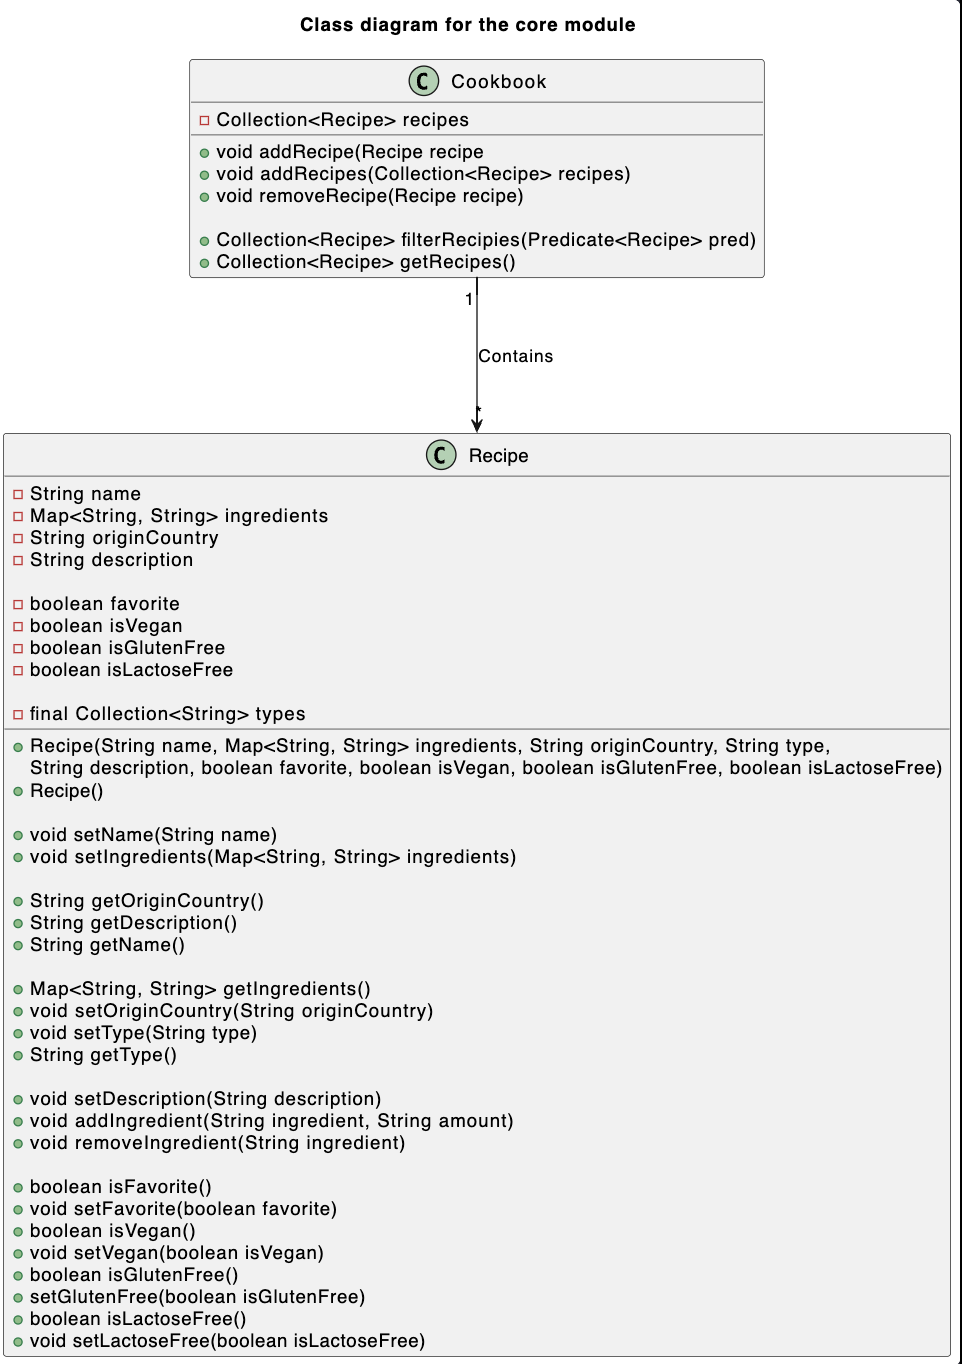 Class diagram for the core module
C Cookbook
Collection<Recipe> recipes
void addRecipe(Recipe recipe
void addRecipes(Collection<Recipe> recipes)
void removeRecipe(Recipe recipe)
Collection<Recipe> filterRecipies(Predicate<Recipe> pred)
Collection<Recipe> getRecipes()
1
Contains
*
C Recipe
String name
Map<String, String> ingredients
String originCountry
String description
boolean favorite
boolean isVegan
boolean isGlutenFree
boolean isLactoseFree
final Collection<String> types
Recipe(String name, Map<String, String> ingredients, String originCountry, String type,
String description, boolean favorite, boolean isVegan, boolean isGlutenFree, boolean isLactoseFree)
Recipe()
void setName(String name)
void setIngredients(Map<String, String> ingredients)
String getOriginCountry()
String getDescription()
String getName()
Map<String, String> getIngredients()
void setOriginCountry(String originCountry)
void setType(String type)
String getType()
void setDescription(String description)
void addIngredient(String ingredient, String amount)
void removeIngredient(String ingredient)
boolean isFavorite()
void setFavorite(boolean favorite)
boolean isVegan()
void setVegan(boolean isVegan)
boolean isGlutenFree()
setGlutenFree(boolean isGlutenFree)
boolean isLactoseFree()
void setLactoseFree(boolean isLactoseFree)